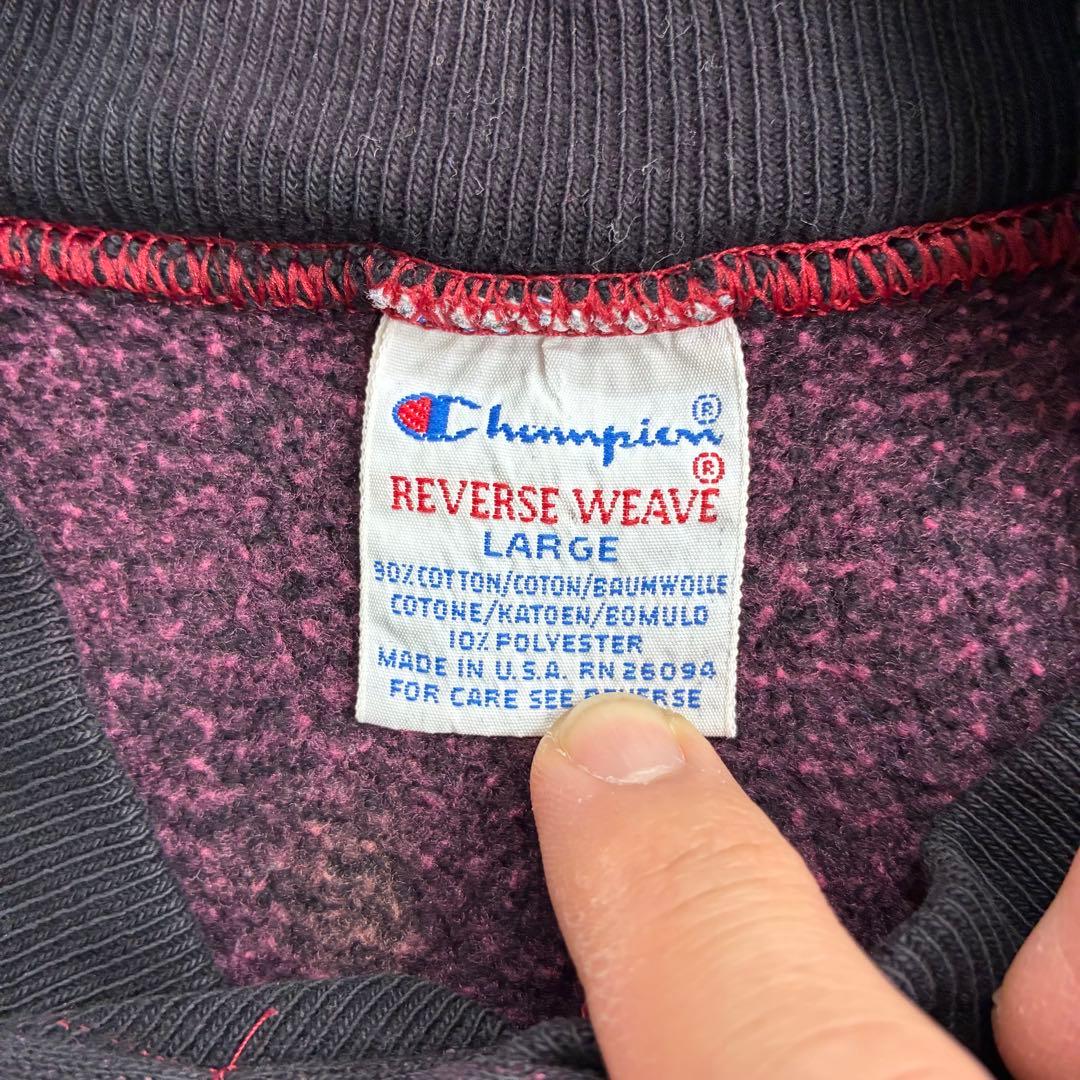 Champion®
REVERSE WEAVE®
LARGE
90% COTTON/COTON/BAUMWOLLE
COTONE/KATOEN/BOMULD
10% POLYESTER
MADE IN U.S.A. RN 26094
FOR CARE SEE REVERSE